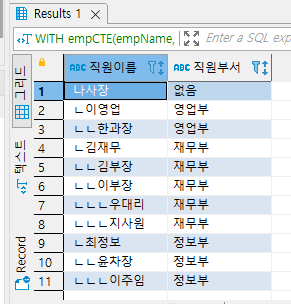 Results 1
WITH empCTE(empName,
Enter a SQL exp
그리드
텍스트
Record
ABC 직원이름 ABC 직원부서
1 나사장 없음
2 ㄴ이영업 영업부
3 ㄴㄴ한과장 영업부
4 ㄴ김재무 재무부
5 ㄴㄴ김부장 재무부
6 ㄴㄴ이부장 재무부
7 ㄴㄴㄴ우대리 재무부
8 ㄴㄴㄴ지사원 재무부
9 ㄴ최정보 정보부
10 ㄴㄴ윤차장 정보부
11 ㄴㄴㄴ이주임 정보부